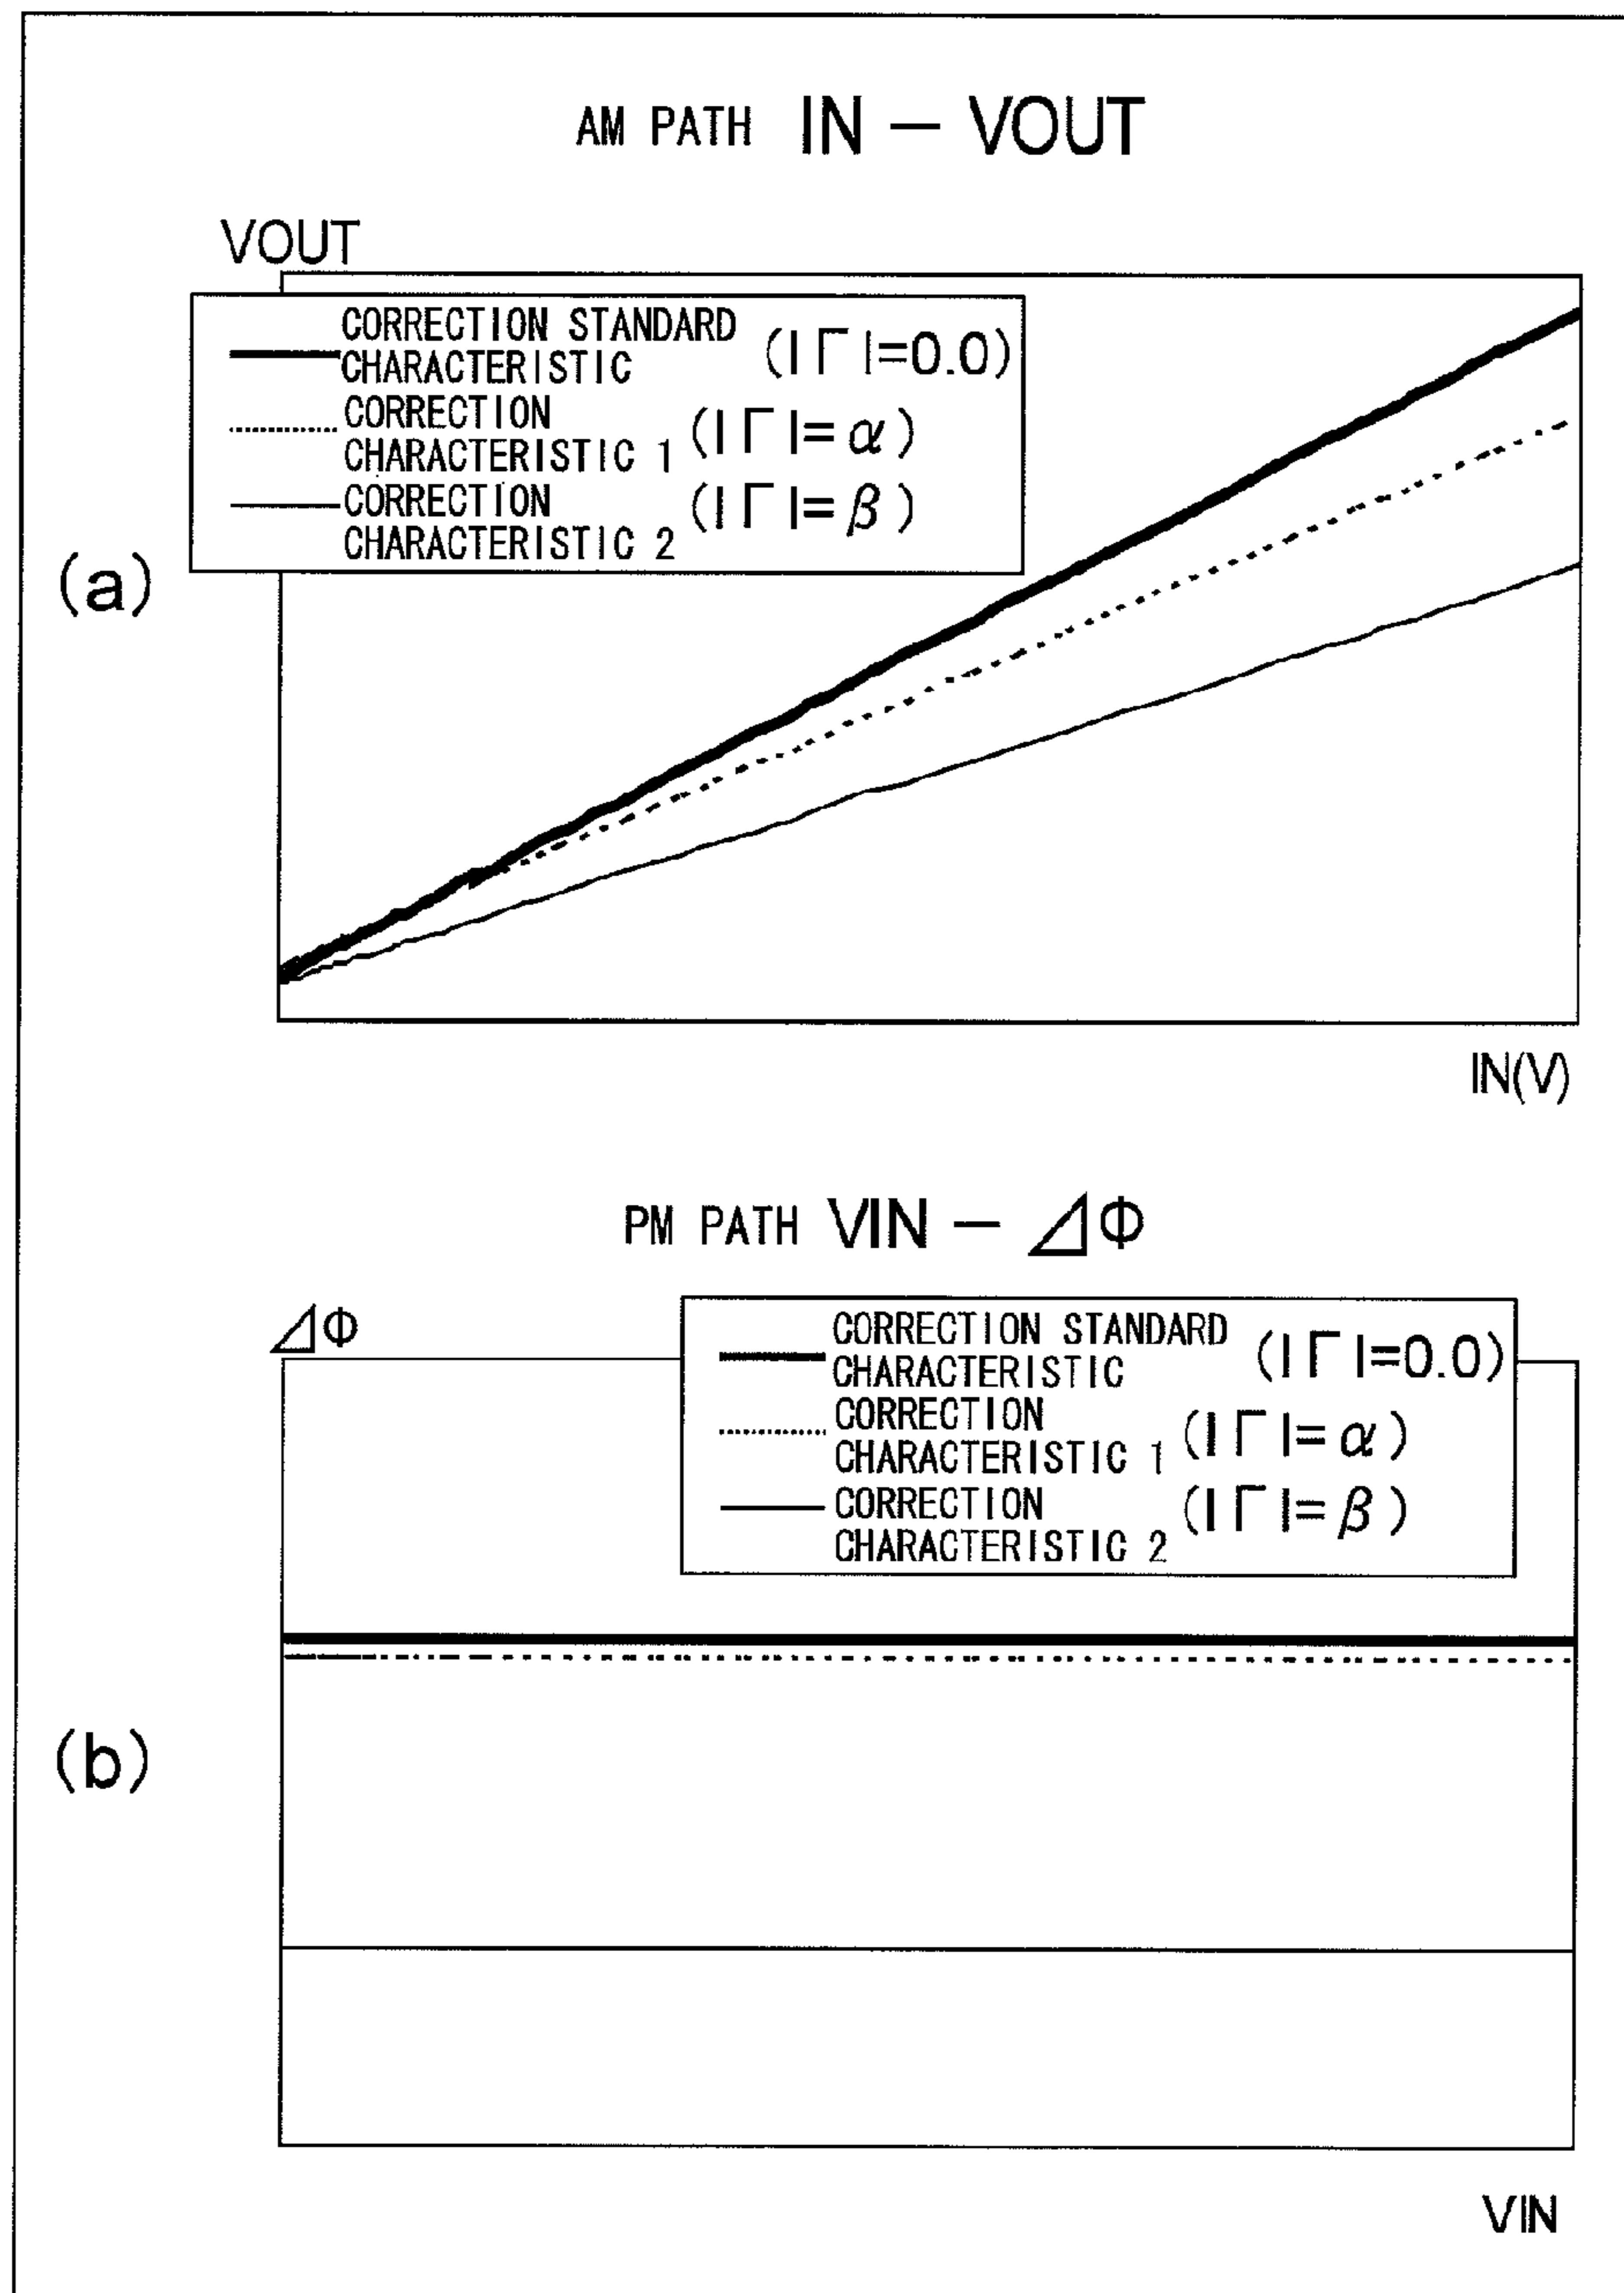 AM PATH IN — VOUT
VOUT
CORRECTION STANDARD
CHARACTERISTIC (|Γ|=0.0)
CORRECTION
CHARACTERISTIC 1 (|Γ|=α)
CORRECTION
CHARACTERISTIC 2 (|Γ|=β)
(a)
IN(V)
PM PATH VIN — ⊿Φ
⊿Φ
CORRECTION STANDARD
CHARACTERISTIC (|Γ|=0.0)
CORRECTION
CHARACTERISTIC 1 (|Γ|=α)
CORRECTION
CHARACTERISTIC 2 (|Γ|=β)
(b)
VIN